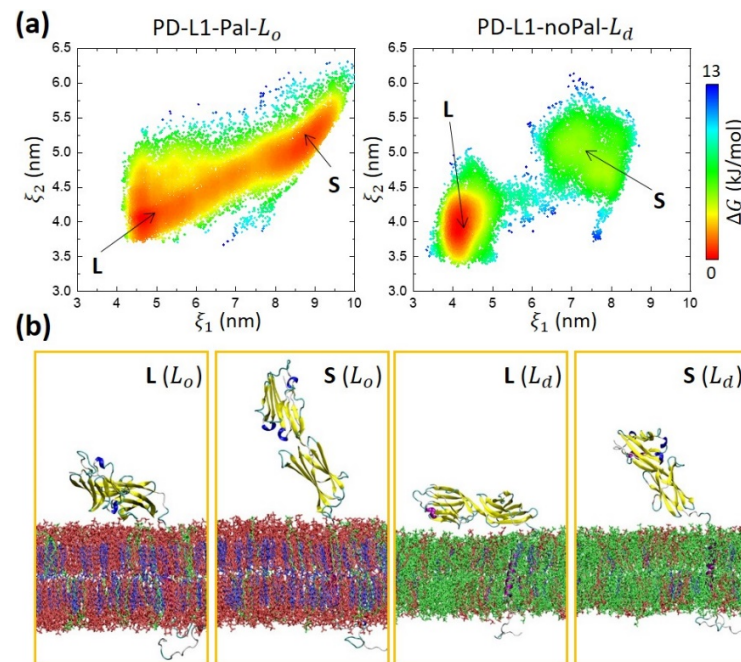 (a)
PD-L1-Pal-Lo
PD-L1-noPal-Ld
6.5
6.0
5.5
5.0
4.5
4.0
3.5
3.0
ξ2 (nm)
L
S
3 4 5 6 7 8 9 10
ξ1 (nm)
6.5
6.0
5.5
5.0
4.5
4.0
3.5
3.0
ξ2 (nm)
L
S
3 4 5 6 7 8 9 10
ξ1 (nm)
13
ΔG (kJ/mol)
0
(b)
L (Lo)
S (Lo)
L (Ld)
S (Ld)